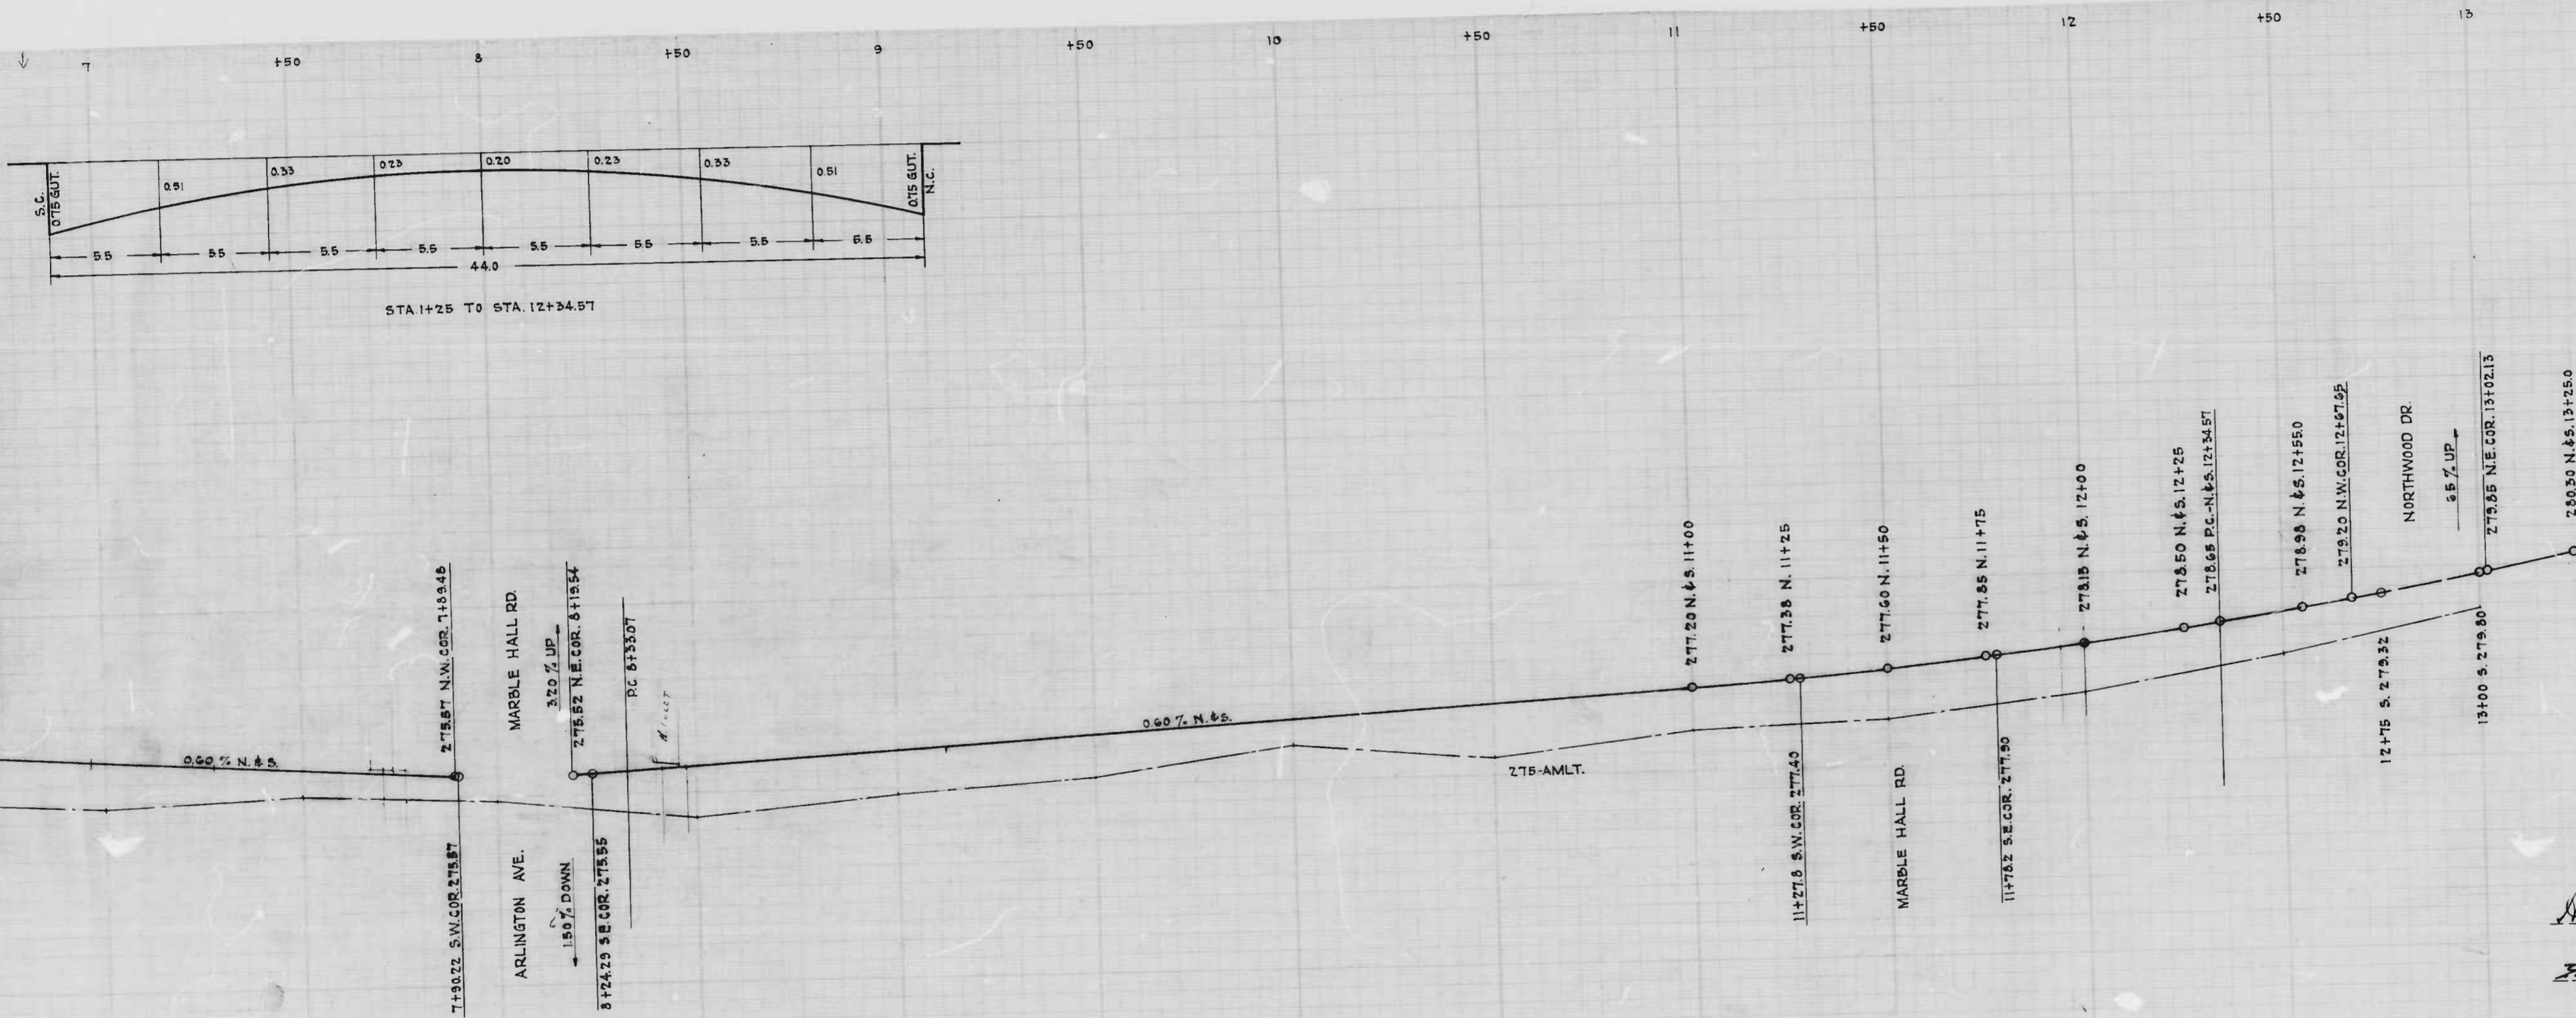 7 +50 8 +50 9 +50 10 +50 11 +50 12 +50 13
S.C.
0.75 GUT.
0.51
0.33
0.23
0.20
0.23
0.33
0.51
0.75 GUT.
N.C.
5.5 5.5 5.5 5.5 5.5 5.5 5.5 5.5
44.0
STA. 1+25 TO STA. 12+34.57
0.60 % N. & S.
275.57 N.W. COR. 7+89.48
MARBLE HALL RD.
3.20 % UP
275.52 N.E. COR. 8+19.54
P.C. 8+33.07
INLET
0.60 % N. & S.
277.20 N. & S. 11+00
277.38 N. 11+25
277.60 N. 11+50
277.85 N. 11+75
278.15 N. & S. 12+00
278.50 N. & S. 12+25
278.65 P.C.-N. & S. 12+34.57
278.98 N. & S. 12+55.0
279.20 N.W. COR. 12+67.65
NORTHWOOD DR.
% UP
279.85 N.E. COR. 13+02.13
280.30 N. & S. 13+25.0
7+90.22 S.W. COR. 275.57
ARLINGTON AVE.
1.50 % DOWN
8+24.29 S.E. COR. 275.55
275-AMLT.
11+27.8 S.W. COR. 277.40
MARBLE HALL RD.
11+78.2 S.E. COR. 277.90
12+75 S. 279.32
13+00 S. 279.80